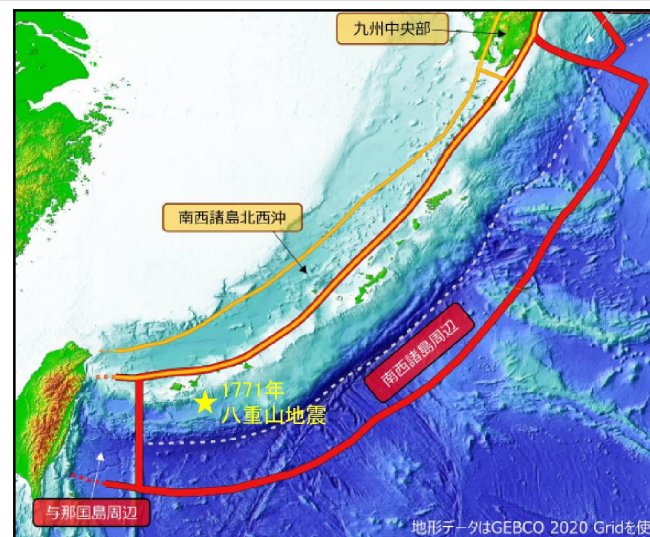 九州中央部
南西諸島北西沖
南西諸島周辺
1771年
八重山地震
与那国島周辺
地形データはGEBCO 2020 Gridを使